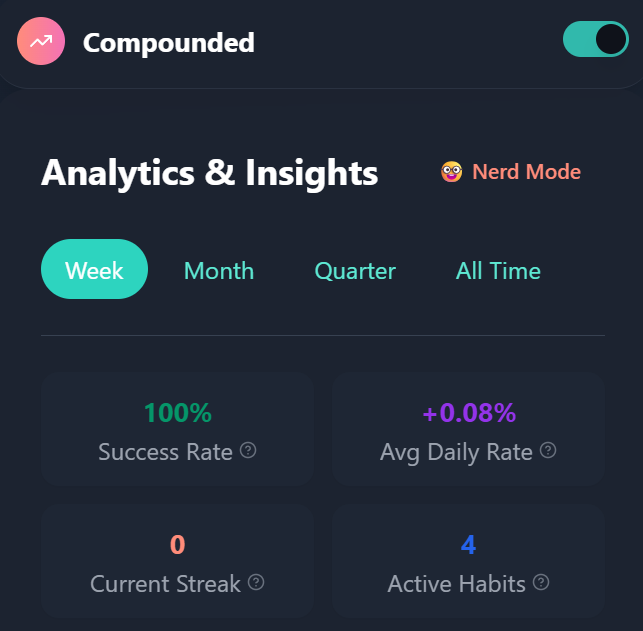 Compounded
Analytics & Insights
Nerd Mode
Week Month Quarter All Time
100% +0.08%
Success Rate ? Avg Daily Rate ?
0 4
Current Streak ? Active Habits ?